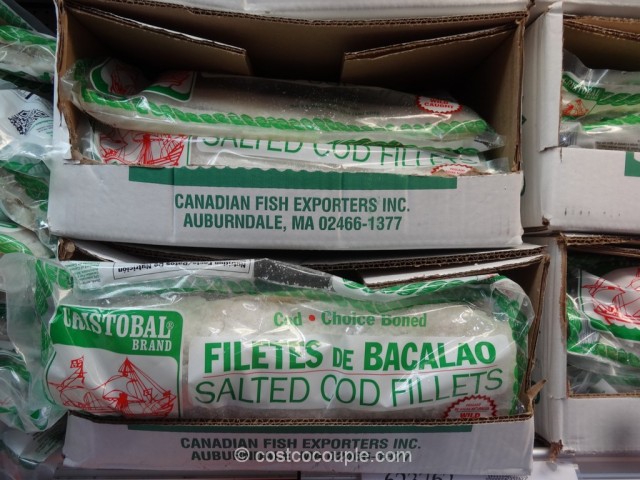 SALTED COD FILLETS
CANADIAN FISH EXPORTERS INC.
AUBURNDALE, MA 02466-1377
CRISTOBAL®
BRAND
Cod • Choice Boned
FILETES DE BACALAO
SALTED COD FILLETS
WILD
CANADIAN FISH EXPORTERS INC.
© costcocouple.com